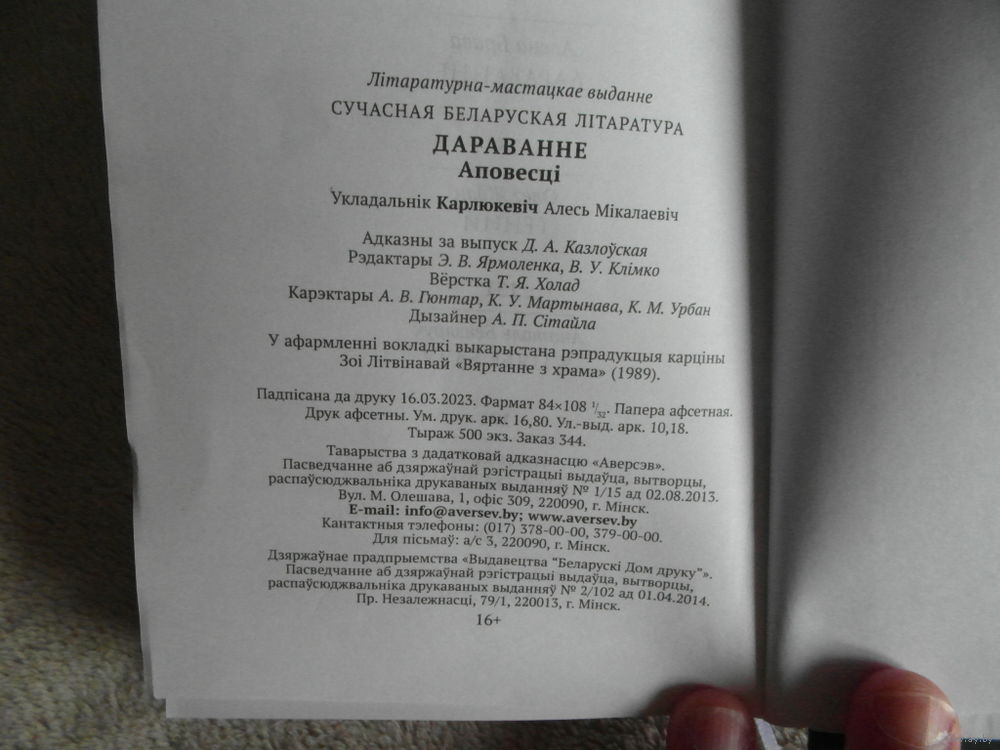 Літаратурна-мастацкае выданне
СУЧАСНАЯ БЕЛАРУСКАЯ ЛІТАРАТУРА
ДАРАВАННЕ
Аповесці
Укладальнік Карлюкевіч Алесь Мікалаевіч
Адказны за выпуск Д. А. Казлоўская
Рэдактары Э. В. Ярмоленка, В. У. Клімко
Вёрстка Т. Я. Холад
Карэктары А. В. Гюнтар, К. У. Мартынава, К. М. Урбан
Дызайнер А. П. Сітайла
У афармленні вокладкі выкарыстана рэпрадукцыя карціны
Зоі Літвінавай «Вяртанне з храма» (1989).
Падпісана да друку 16.03.2023. Фармат 84×108 1/32. Папера афсетная.
Друк афсетны. Ум. друк. арк. 16,80. Ул.-выд. арк. 10,18.
Тыраж 500 экз. Заказ 344.
Таварыства з дадатковай адказнасцю «Аверсэв».
Пасведчанне аб дзяржаўнай рэгістрацыі выдаўца, вытворцы,
распаўсюджвальніка друкаваных выданняў № 1/15 ад 02.08.2013.
Вул. М. Олешава, 1, офіс 309, 220090, г. Мінск.
E-mail: info@aversev.by; www.aversev.by
Кантактныя тэлефоны: (017) 378-00-00, 379-00-00.
Для пісьмаў: а/с 3, 220090, г. Мінск.
Дзяржаўнае прадпрыемства «Выдавецтва "Беларускі Дом друку"».
Пасведчанне аб дзяржаўнай рэгістрацыі выдаўца, вытворцы,
распаўсюджвальніка друкаваных выданняў № 2/102 ад 01.04.2014.
Пр. Незалежнасці, 79/1, 220013, г. Мінск.
16+